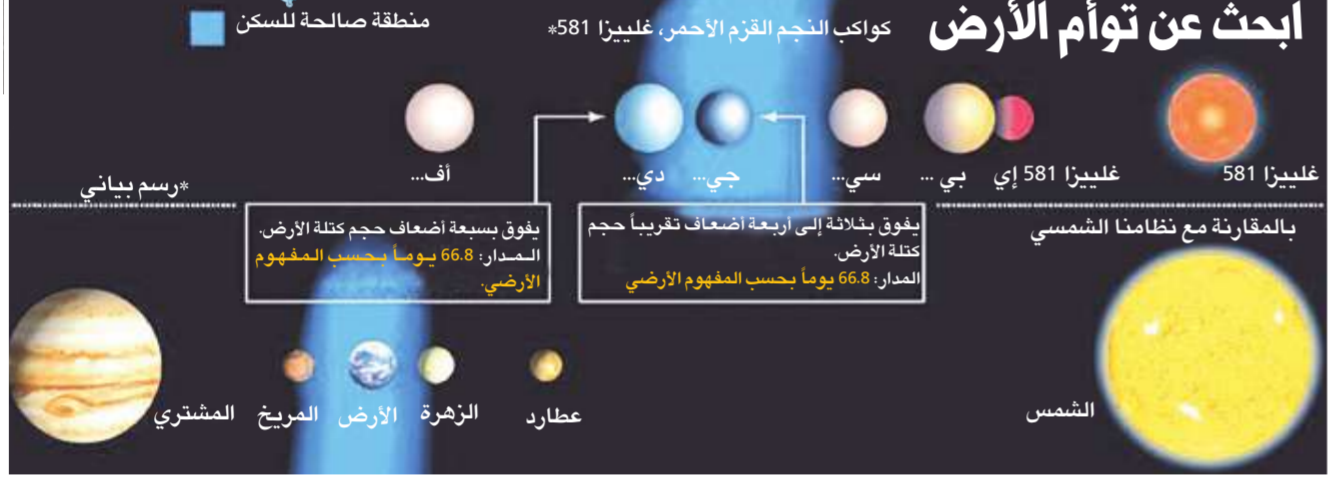 ابحث عن توأم الأرض
كواكب النجم القزم الأحمر، غلييزا 581*
منطقة صالحة للسكن
غلييزا 581
غلييزا 581 إي
بي ...
سي...
جي...
دي...
أف...
*رسم بياني
يفوق بثلاثة إلى أربعة أضعاف تقريباً حجم
كتلة الأرض.
المدار: 66.8 يوماً بحسب المفهوم الأرضي
يفوق بسبعة أضعاف حجم كتلة الأرض.
المدار: 66.8 يوماً بحسب المفهوم
الأرضي.
بالمقارنة مع نظامنا الشمسي
الشمس
عطارد
الزهرة
الأرض
المريخ
المشتري